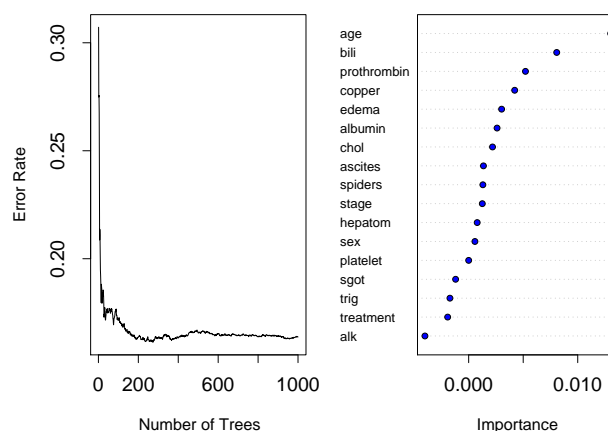 0.30
0.25
0.20
Error Rate
0 200 600 1000
Number of Trees
age
bili
prothrombin
copper
edema
albumin
chol
ascites
spiders
stage
hepatom
sex
platelet
sgot
trig
treatment
alk
0.000 0.010
Importance